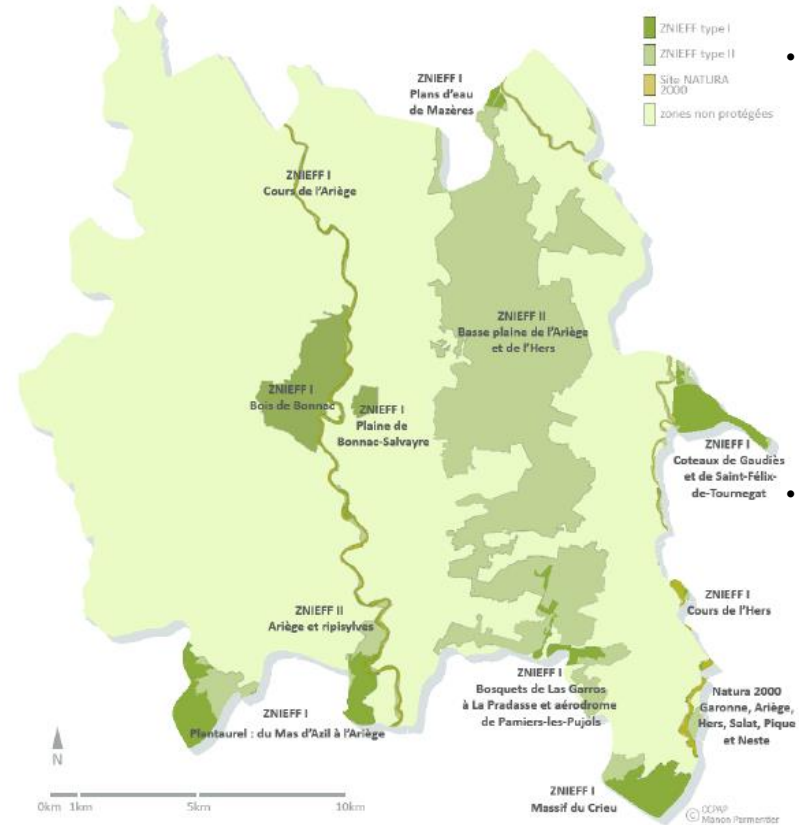 ZNIEFF type I
ZNIEFF type II
Site NATURA
2000
zones non protégées
ZNIEFF I
Plans d'eau
de Mazères
ZNIEFF I
Cours de l'Ariège
ZNIEFF II
Basse plaine de l'Ariège
et de l'Hers
ZNIEFF I
Bois de Bonnac
ZNIEFF I
Plaine de
Bonnac-Salvayre
ZNIEFF I
Coteaux de Gaudiès
et de Saint-Félix-
de-Tournegat
ZNIEFF I
Cours de l'Hers
ZNIEFF II
Ariège et ripisylves
ZNIEFF I
Bosquets de Las Garros
à La Pradasse et aérodrome
de Pamiers-les-Pujols
Natura 2000
Garonne, Ariège,
Hers, Salat, Pique
et Neste
ZNIEFF I
Plantaurel : du Mas d'Azil à l'Ariège
ZNIEFF I
Massif du Crieu
N
0km 1km 5km 10km
© CCPAP
Manon Parmentier